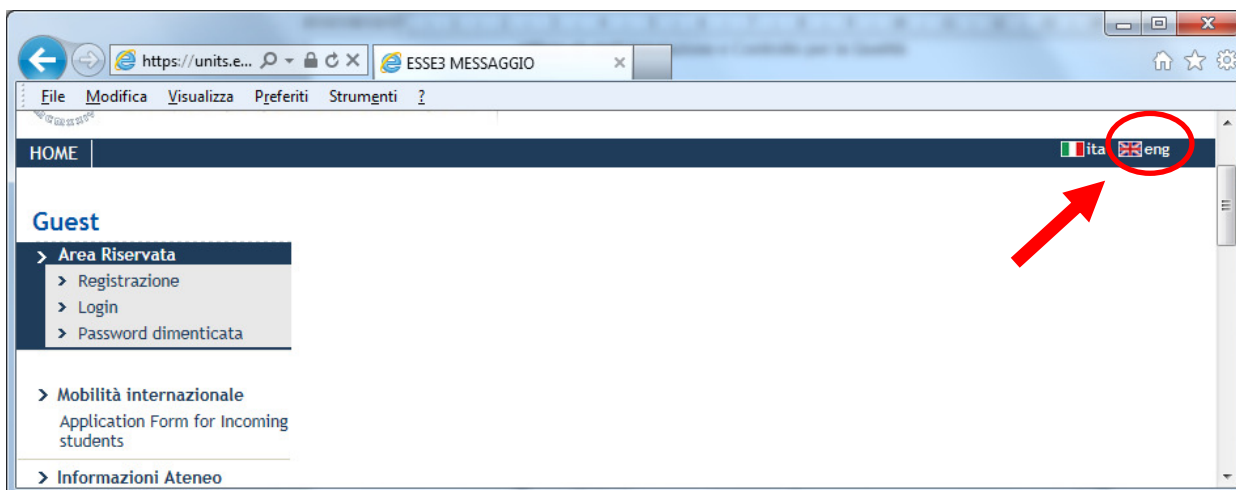 https://units.e...
ESSE3 MESSAGGIO
File Modifica Visualizza Preferiti Strumenti ?
HOME
ita eng
Guest
Area Riservata
Registrazione
Login
Password dimenticata
Mobilità internazionale
Application Form for Incoming
students
Informazioni Ateneo